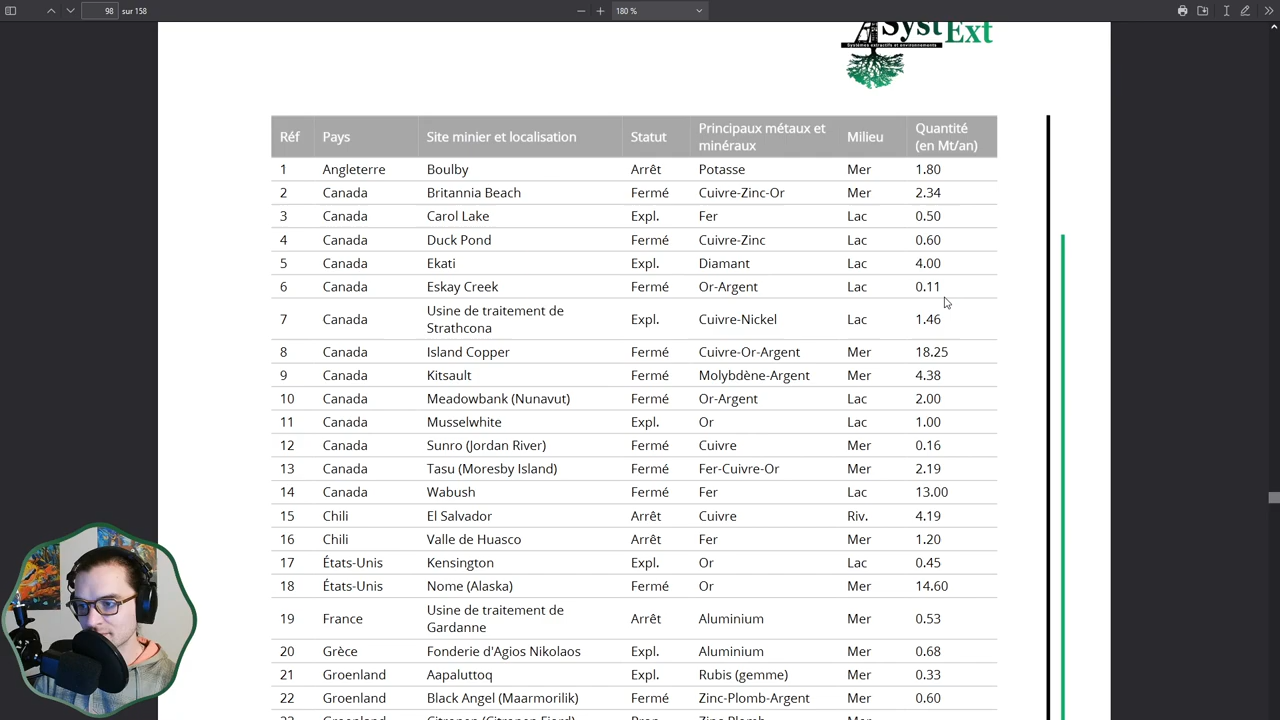 98 sur 158
180 %
SystExt
Systèmes extractifs et environnements
Réf Pays Site minier et localisation Statut Principaux métaux et minéraux Milieu Quantité (en Mt/an)
1 Angleterre Boulby Arrêt Potasse Mer 1.80
2 Canada Britannia Beach Fermé Cuivre-Zinc-Or Mer 2.34
3 Canada Carol Lake Expl. Fer Lac 0.50
4 Canada Duck Pond Fermé Cuivre-Zinc Lac 0.60
5 Canada Ekati Expl. Diamant Lac 4.00
6 Canada Eskay Creek Fermé Or-Argent Lac 0.11
7 Canada Usine de traitement de Strathcona Expl. Cuivre-Nickel Lac 1.46
8 Canada Island Copper Fermé Cuivre-Or-Argent Mer 18.25
9 Canada Kitsault Fermé Molybdène-Argent Mer 4.38
10 Canada Meadowbank (Nunavut) Fermé Or-Argent Lac 2.00
11 Canada Musselwhite Expl. Or Lac 1.00
12 Canada Sunro (Jordan River) Fermé Cuivre Mer 0.16
13 Canada Tasu (Moresby Island) Fermé Fer-Cuivre-Or Mer 2.19
14 Canada Wabush Fermé Fer Lac 13.00
15 Chili El Salvador Arrêt Cuivre Riv. 4.19
16 Chili Valle de Huasco Arrêt Fer Mer 1.20
17 États-Unis Kensington Expl. Or Lac 0.45
18 États-Unis Nome (Alaska) Fermé Or Mer 14.60
19 France Usine de traitement de Gardanne Arrêt Aluminium Mer 0.53
20 Grèce Fonderie d'Agios Nikolaos Expl. Aluminium Mer 0.68
21 Groenland Aapaluttoq Expl. Rubis (gemme) Mer 0.33
22 Groenland Black Angel (Maarmorilik) Fermé Zinc-Plomb-Argent Mer 0.60